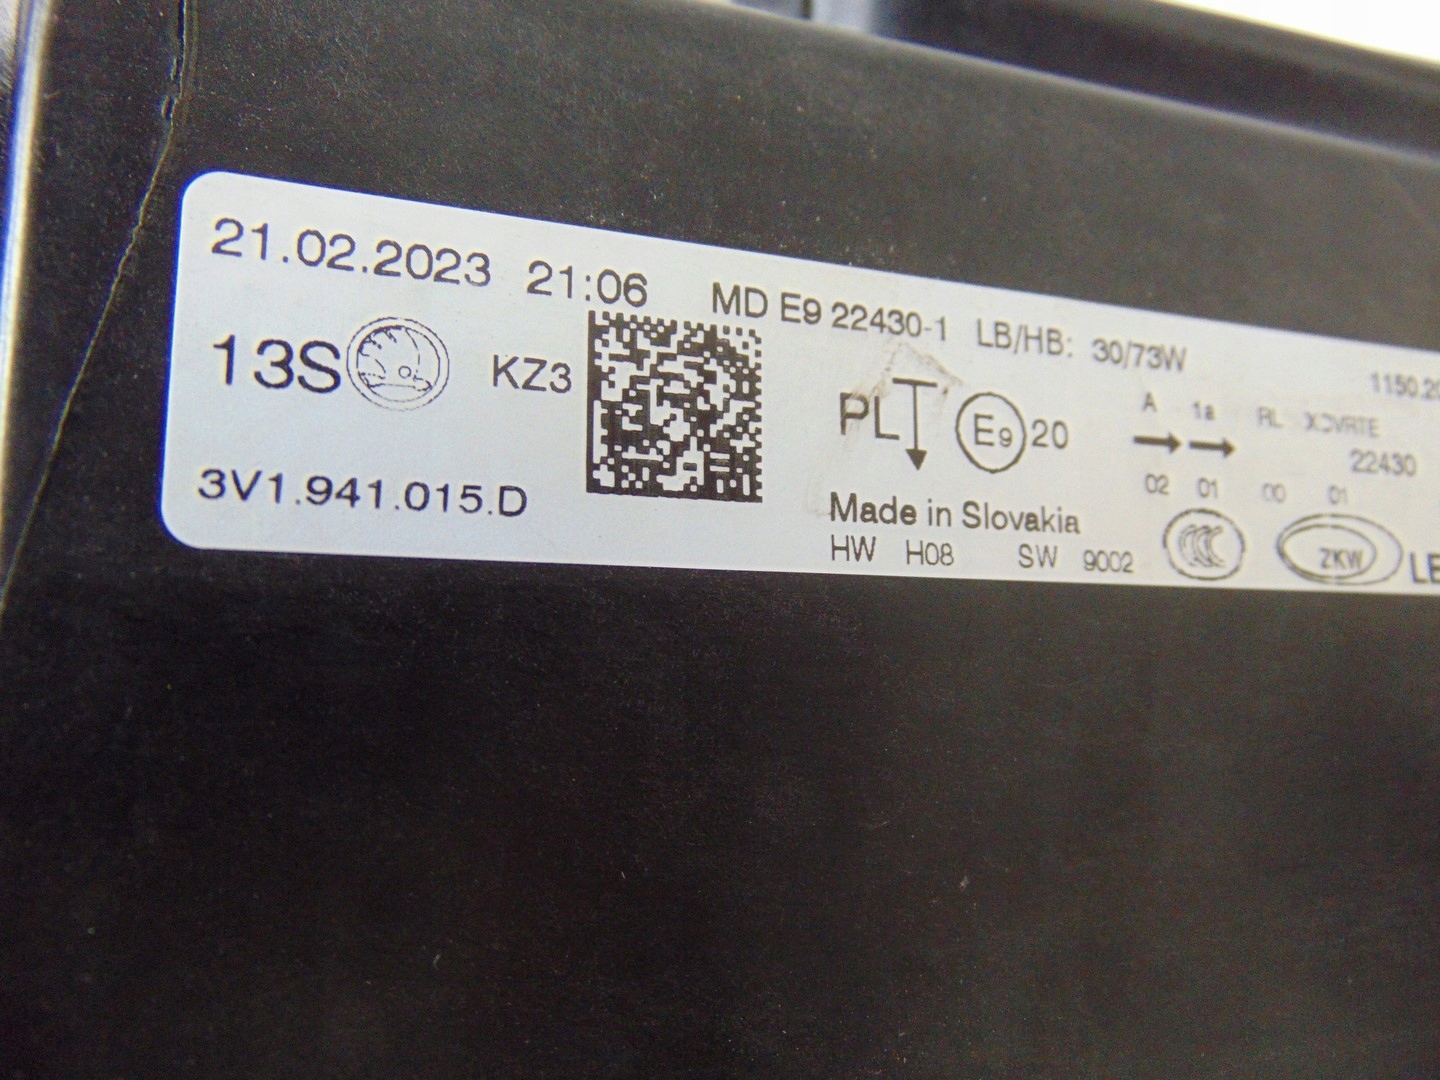 21.02.2023 21:06 MD E9 22430-1 LB/HB: 30/73W
13S KZ3 PL E9 20 A 1a RL
22430
3V1.941.015.D 02 01 00 01
Made in Slovakia
HW H08 SW 9002 CCC ZKW